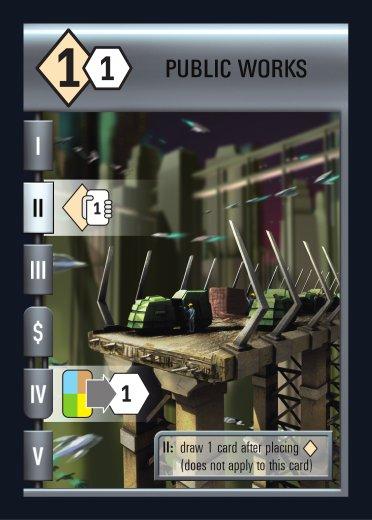 1 1 PUBLIC WORKS
I
II 1
III
$
IV 1
V
II: draw 1 card after placing
(does not apply to this card)